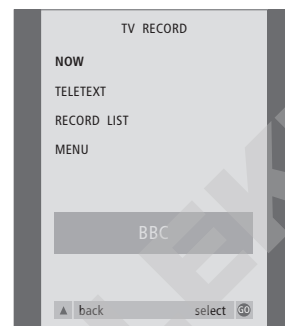 TV RECORD
NOW
TELETEXT
RECORD LIST
MENU
BBC
▲ back select GO